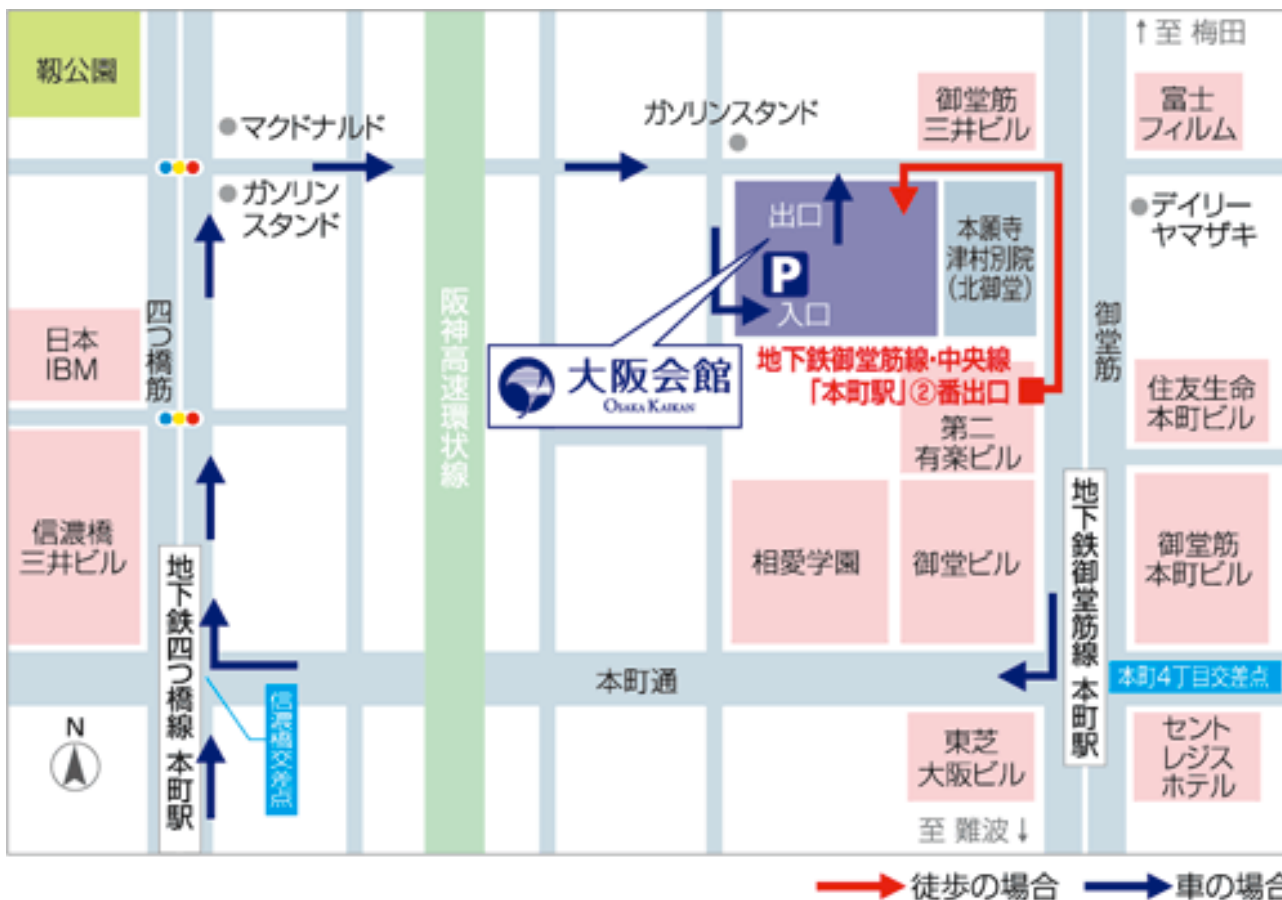 靱公園
マクドナルド
ガソリン
スタンド
ガソリンスタンド
御堂筋
三井ビル
↑至 梅田
富士
フィルム
デイリー
ヤマザキ
出口
P
入口
本願寺
津村別院
(北御堂)
日本
IBM
四つ橋筋
阪神高速環状線
大阪会館
OSAKA KAIKAN
地下鉄御堂筋線・中央線
「本町駅」②番出口
御堂筋
住友生命
本町ビル
第二
有楽ビル
信濃橋
三井ビル
地下鉄四つ橋線 本町駅
相愛学園
御堂ビル
地下鉄御堂筋線 本町駅
御堂筋
本町ビル
本町通
本町4丁目交差点
信濃橋交差点
N
東芝
大阪ビル
セント
レジス
ホテル
至 難波↓
徒歩の場合
車の場合